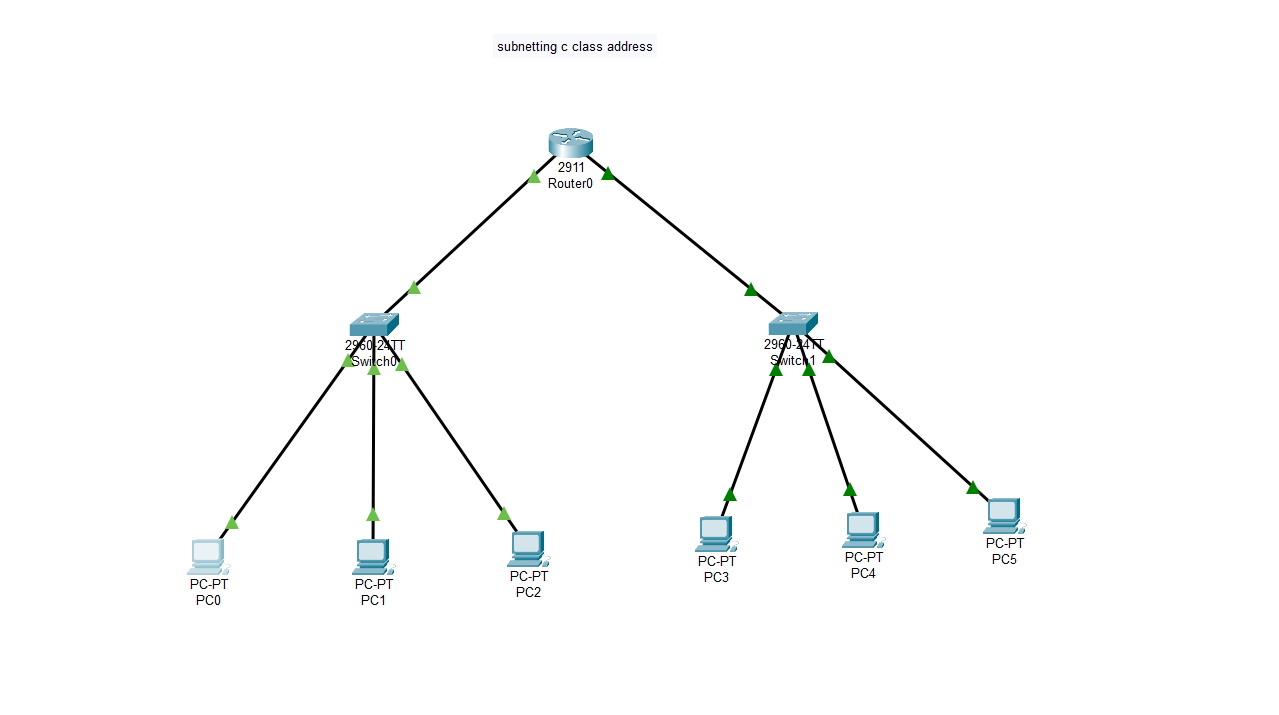 subnetting c class address
2911
Router0
2960-24TT
Switch0
2960-24TT
Switch1
PC-PT
PC0
PC-PT
PC1
PC-PT
PC2
PC-PT
PC3
PC-PT
PC4
PC-PT
PC5